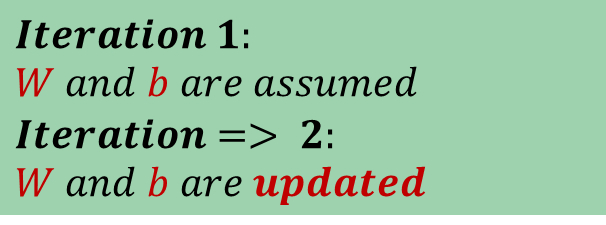 Iteration 1:
W and b are assumed
Iteration => 2:
W and b are updated